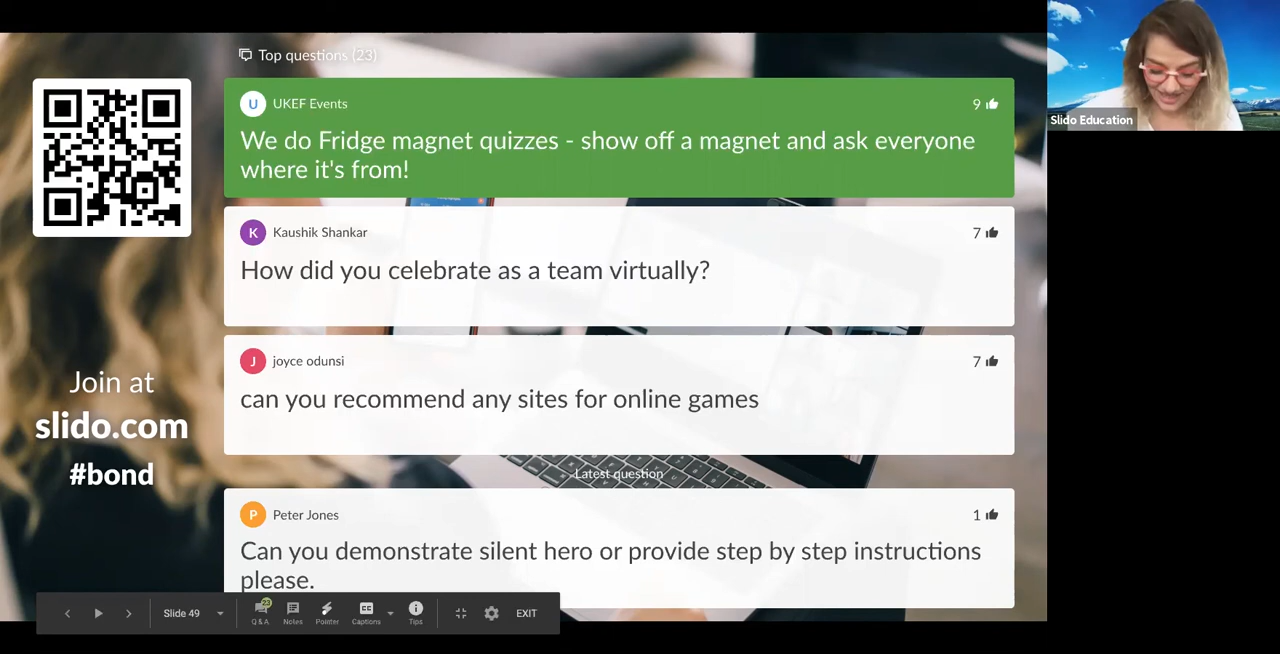 Top questions (23)
U UKEF Events 9
We do Fridge magnet quizzes - show off a magnet and ask everyone
where it's from!
K Kaushik Shankar 7
How did you celebrate as a team virtually?
J joyce odunsi 7
can you recommend any sites for online games
Latest question
P Peter Jones 1
Can you demonstrate silent hero or provide step by step instructions
please.
Join at
slido.com
#bond
Slide 49
23
Q & A Notes Pointer Captions Tips EXIT
Slido Education